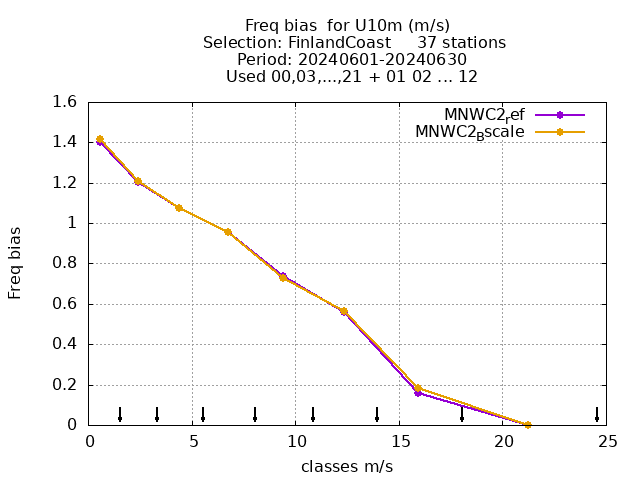 Freq bias  for U10m (m/s)
Selection: FinlandCoast     37 stations
Period: 20240601-20240630
Used 00,03,...,21 + 01 02 ... 12
MNWC2ref
MNWC2Bscale
1.6
1.4
1.2
1
0.8
0.6
0.4
0.2
0
Freq bias
0 5 10 15 20 25
classes m/s